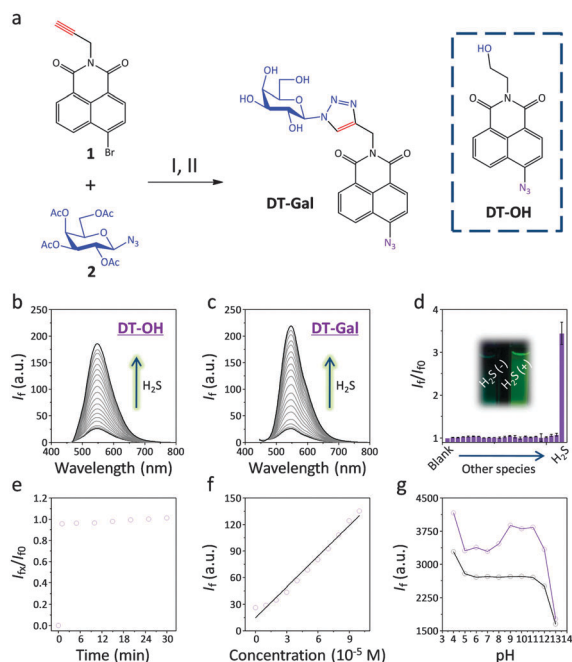 a
O
N
O
Br
1
+
AcO
OAc
O
N3
AcO
OAc
2
I, II
OH
OH
O
HO
OH
N
N
N
O
N
O
N3
DT-Gal
HO
O
N
O
N3
DT-OH
b
DT-OH
H2S
If (a.u.)
250
200
150
100
50
0
400 500 600 700 800
Wavelength (nm)
c
DT-Gal
H2S
If (a.u.)
250
200
150
100
50
0
400 500 600 700 800
Wavelength (nm)
d
If/If0
4
3
2
1
H2S (-)
H2S (+)
Blank
Other species
H2S
e
Ifx/If0
1.2
1.0
0.8
0.6
0.4
0.2
0.0
0 6 12 18 24 30
Time (min)
f
If (a.u.)
150
120
90
60
30
0
0 3 6 9
Concentration (10-5 M)
g
If (a.u.)
4500
3750
3000
2250
1500
3 4 5 6 7 8 9 10 11 12 13 14
pH